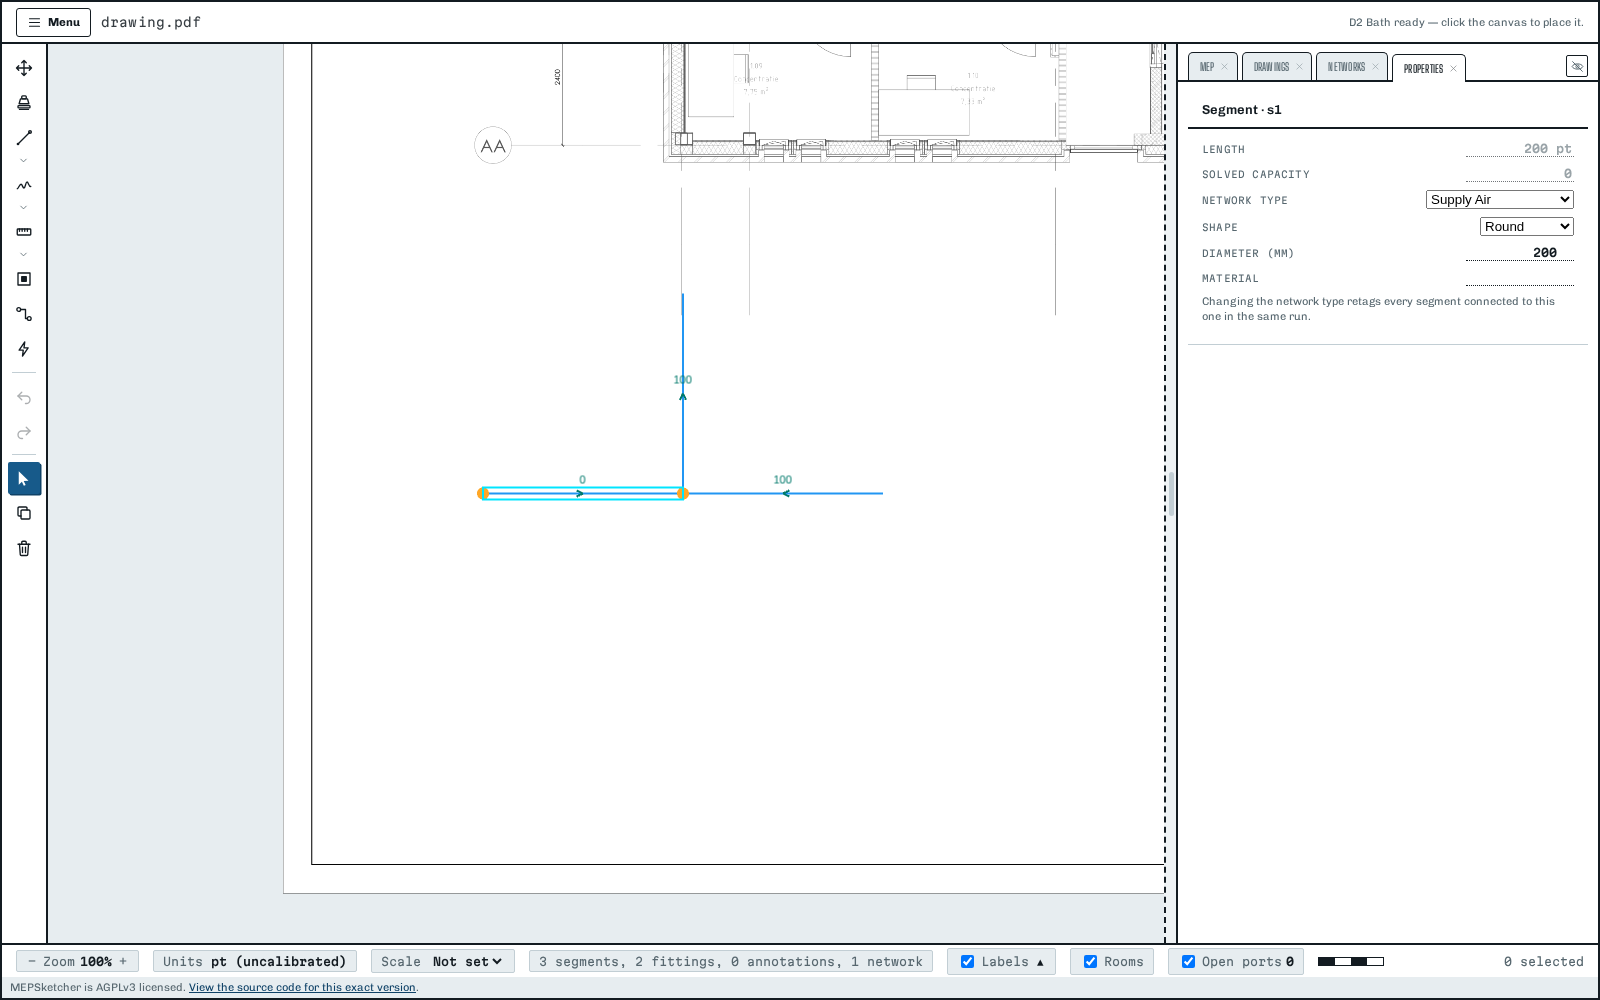 Menu
drawing.pdf
D2 Bath ready — click the canvas to place it.
MEP
DRAWINGS
NETWORKS
PROPERTIES
Segment · s1
LENGTH
200 pt
SOLVED CAPACITY
0
NETWORK TYPE
Supply Air
SHAPE
Round
DIAMETER (MM)
200
MATERIAL
Changing the network type retags every segment connected to this
one in the same run.
2400
AA
109
7,79 m²
100
0
100
− Zoom 100% +
Units pt (uncalibrated)
Scale Not set
3 segments, 2 fittings, 0 annotations, 1 network
Labels ▲
Rooms
Open ports 0
0 selected
MEPSketcher is AGPLv3 licensed. View the source code for this exact version.